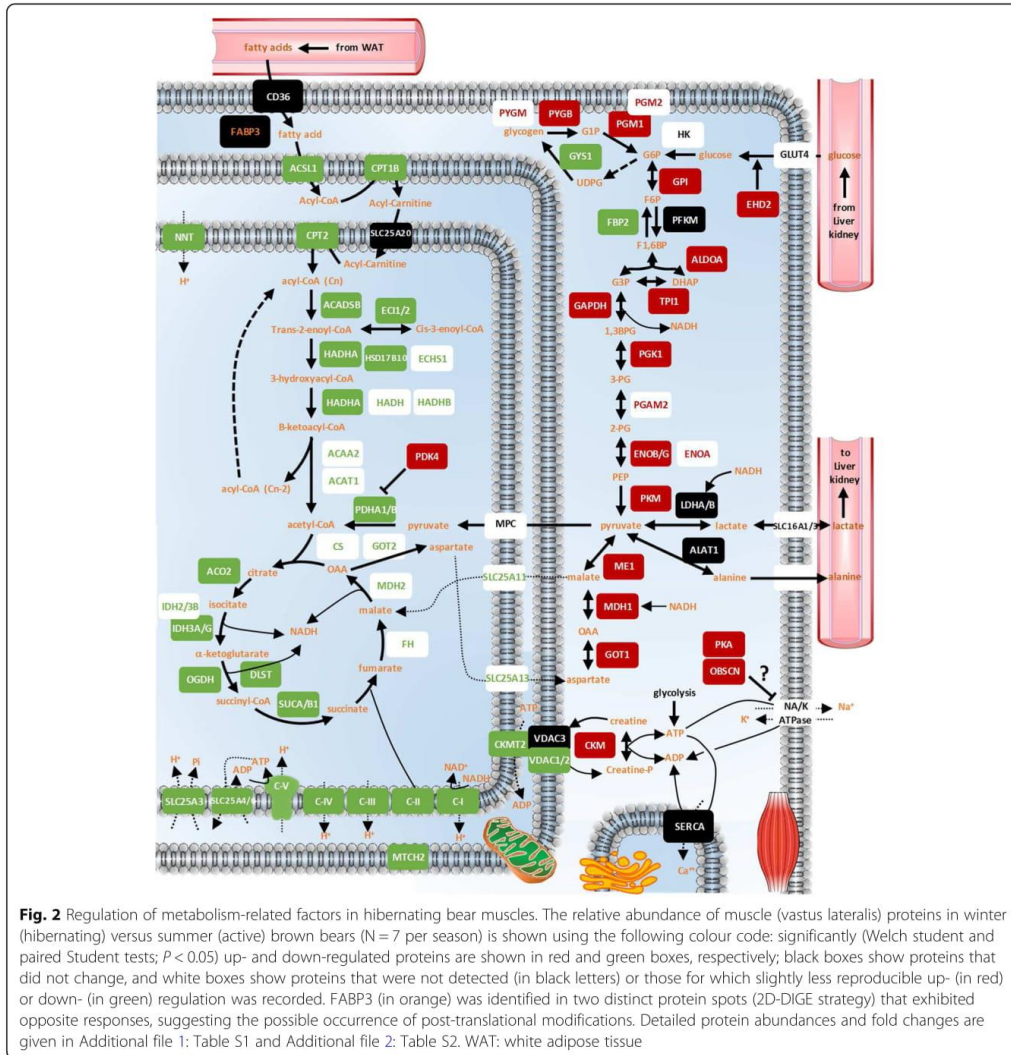 fatty acids from WAT
CD36
FABP3
fatty acid
ACSL1
CPT1B
Acyl-CoA
Acyl-Carnitine
NNT
H⁺
CPT2
SLC25A20
Acyl-Carnitine
acyl-CoA (Cn)
ACADSB
ECI1/2
Trans-2-enoyl-CoA
Cis-3-enoyl-CoA
HADHA
HSD17B10
ECHS1
3-hydroxyacyl-CoA
HADHA
HADH
HADHB
B-ketoacyl-CoA
ACAA2
ACAT1
acyl-CoA (Cn-2)
PDK4
PDHA1/B
acetyl-CoA
pyruvate
MPC
CS
GOT2
aspartate
OAA
ACO2
citrate
MDH2
isocitate
IDH2/3B
IDH3A/G
NADH
malate
α-ketoglutarate
FH
OGDH
DLST
fumarate
succinyl-CoA
SUCA/B1
succinate
H⁺
Pi
ADP
ATP
H⁺
C-V
SLC25A3
SLC25A4/6
C-IV
C-III
C-II
C-I
NAD⁺
NADH
H⁺
H⁺
H⁺
MTCH2
PYGM
PYGB
PGM2
PGM1
glycogen
G1P
HK
GYS1
G6P
glucose
GLUT4
glucose
UDPG
GPI
EHD2
from
Liver
kidney
F6P
FBP2
PFKM
F1,6BP
ALDOA
G3P
DHAP
GAPDH
TPI1
NADH
1,3BPG
PGK1
3-PG
PGAM2
2-PG
ENOB/G
ENOA
PEP
NADH
PKM
LDHA/B
pyruvate
lactate
SLC16A1/3
lactate
to
Liver
kidney
ALAT1
alanine
alanine
SLC25A11
malate
ME1
MDH1
NADH
OAA
GOT1
SLC25A13
aspartate
PKA
OBSCN
?
glycolysis
NA/K
ATPase
Na⁺
K⁺
ATP
CKMT2
VDAC3
VDAC1/2
creatine
CKM
ATP
ADP
Creatine-P
ADP
SERCA
Ca⁺⁺
Fig. 2 Regulation of metabolism-related factors in hibernating bear muscles. The relative abundance of muscle (vastus lateralis) proteins in winter
(hibernating) versus summer (active) brown bears (N = 7 per season) is shown using the following colour code: significantly (Welch student and
paired Student tests; P < 0.05) up- and down-regulated proteins are shown in red and green boxes, respectively; black boxes show proteins that
did not change, and white boxes show proteins that were not detected (in black letters) or those for which slightly less reproducible up- (in red)
or down- (in green) regulation was recorded. FABP3 (in orange) was identified in two distinct protein spots (2D-DIGE strategy) that exhibited
opposite responses, suggesting the possible occurrence of post-translational modifications. Detailed protein abundances and fold changes are
given in Additional file 1: Table S1 and Additional file 2: Table S2. WAT: white adipose tissue